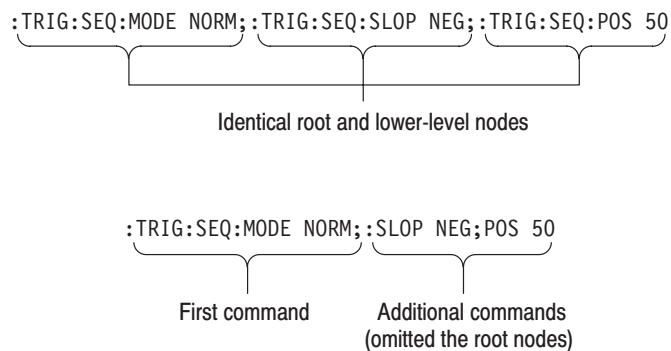 :TRIG:SEQ:MODE NORM;:TRIG:SEQ:SLOP NEG;:TRIG:SEQ:POS 50
Identical root and lower-level nodes
:TRIG:SEQ:MODE NORM;:SLOP NEG;POS 50
First command
Additional commands
(omitted the root nodes)